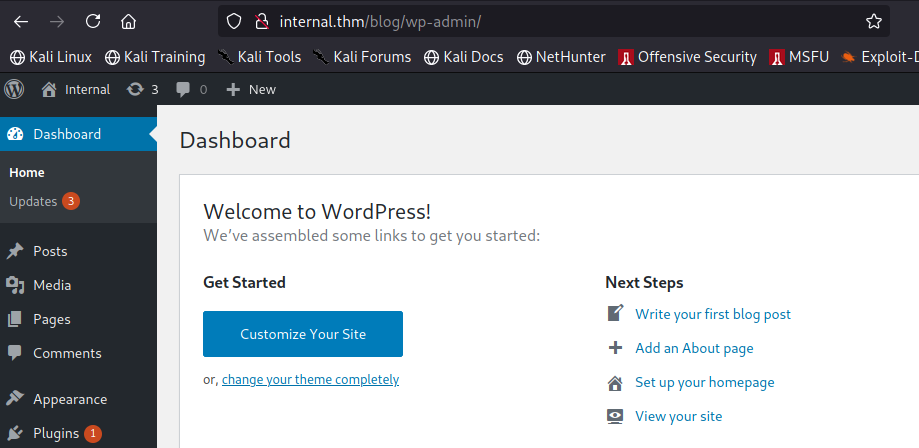 internal.thm/blog/wp-admin/
Kali Linux Kali Training Kali Tools Kali Forums Kali Docs NetHunter Offensive Security MSFU Exploit-D
Internal 3 0 New
Dashboard
Home
Updates 3
Posts
Media
Pages
Comments
Appearance
Plugins 1
Dashboard
Welcome to WordPress!
We've assembled some links to get you started:
Get Started
Customize Your Site
or, change your theme completely
Next Steps
Write your first blog post
Add an About page
Set up your homepage
View your site